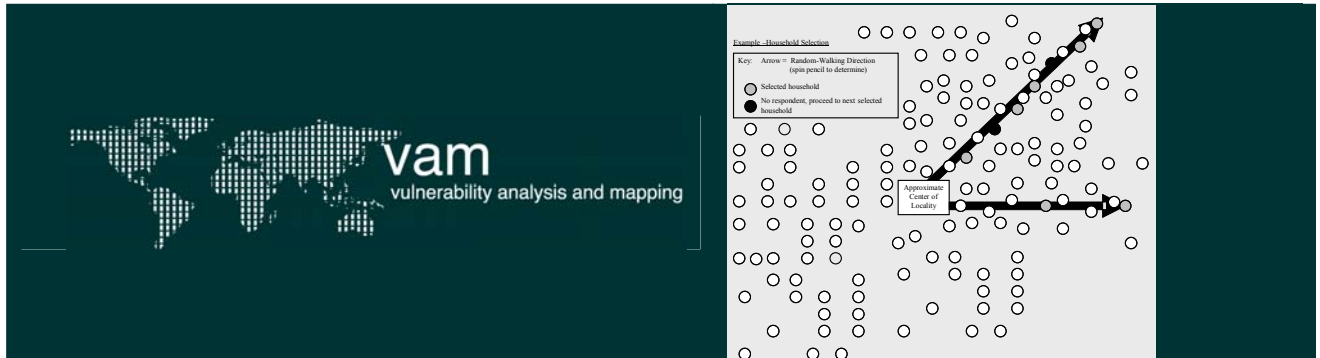 vam
vulnerability analysis and mapping
Example –Household Selection
Key: Arrow = Random-Walking Direction
(spin pencil to determine)
Selected household
No respondent, proceed to next selected
household
Approximate
Center of
Locality